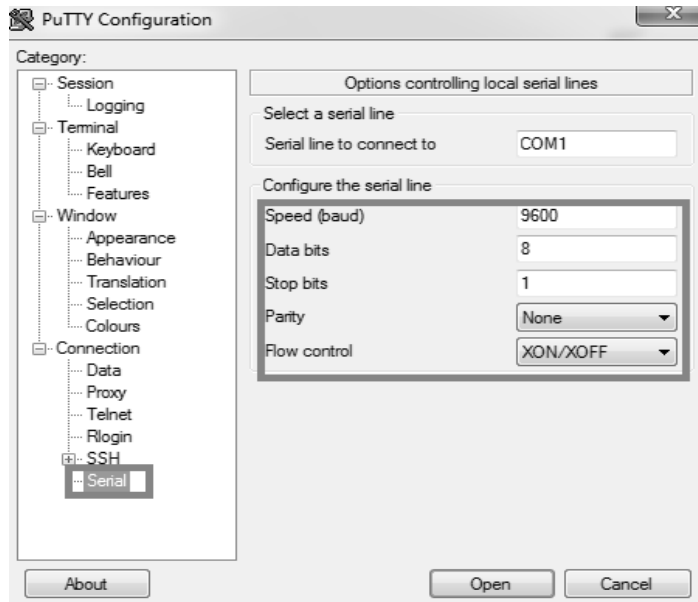 PuTTY Configuration
Category:
Session
Logging
Terminal
Keyboard
Bell
Features
Window
Appearance
Behaviour
Translation
Selection
Colours
Connection
Data
Proxy
Telnet
Rlogin
SSH
Serial
Options controlling local serial lines
Select a serial line
Serial line to connect to COM1
Configure the serial line
Speed (baud) 9600
Data bits 8
Stop bits 1
Parity None
Flow control XON/XOFF
About Open Cancel